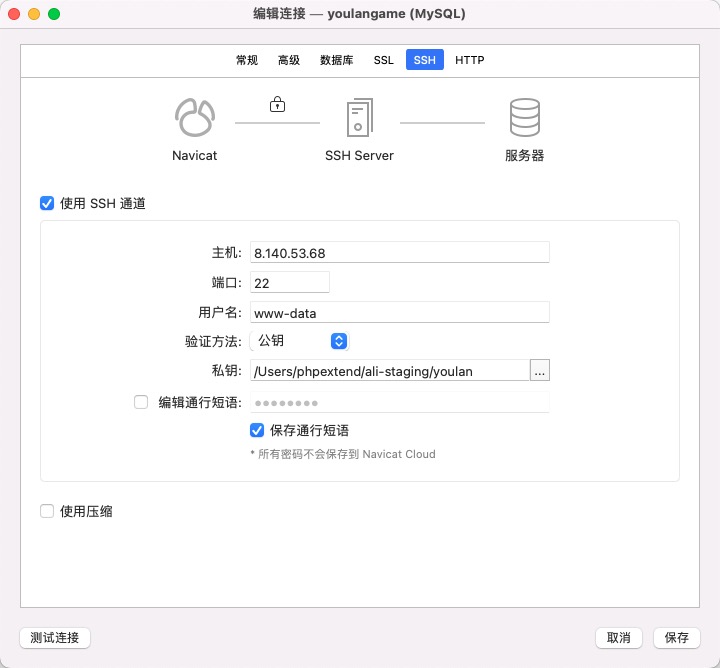 编辑连接 — youlangame (MySQL)
常规 高级 数据库 SSL SSH HTTP
Navicat SSH Server 服务器
使用 SSH 通道
主机: 8.140.53.68
端口: 22
用户名: www-data
验证方法: 公钥
私钥: /Users/phpextend/ali-staging/youlan ...
编辑通行短语: ●●●●●●●●
保存通行短语
* 所有密码不会保存到 Navicat Cloud
使用压缩
测试连接 取消 保存